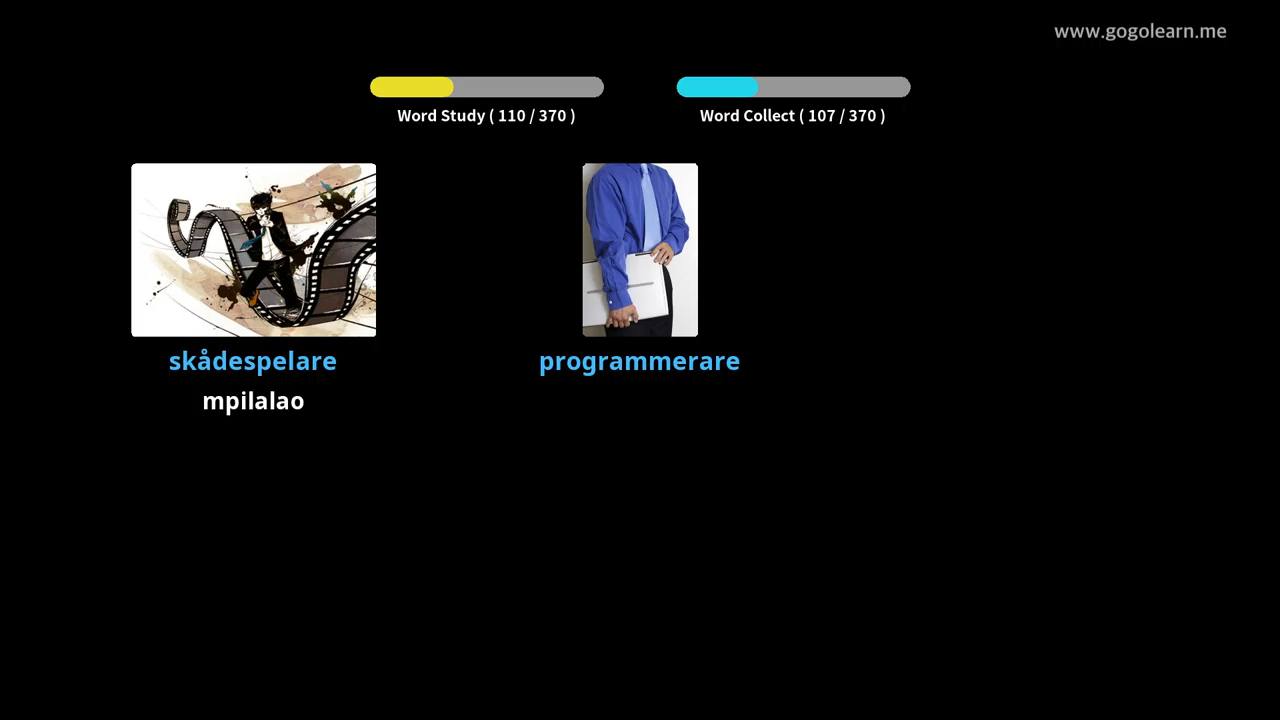 www.gogolearn.me
Word Study ( 110 / 370 )
Word Collect ( 107 / 370 )
skådespelare
programmerare
mpilalao